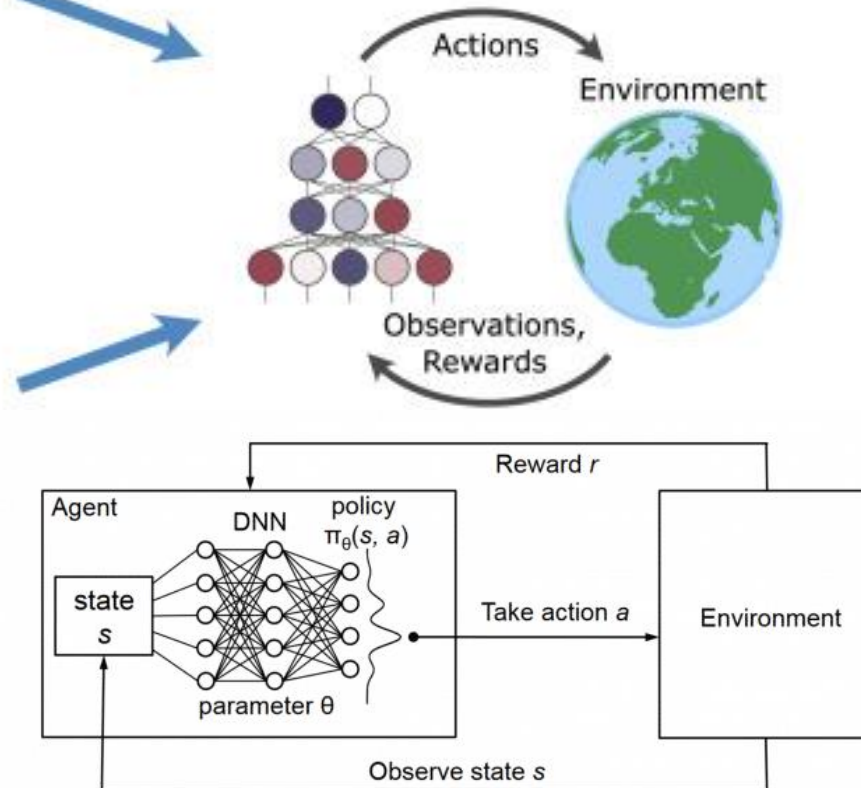 Actions
Environment
Observations,
Rewards
Reward r
Agent
DNN
policy
πθ(s, a)
state
s
Take action a
Environment
parameter θ
Observe state s